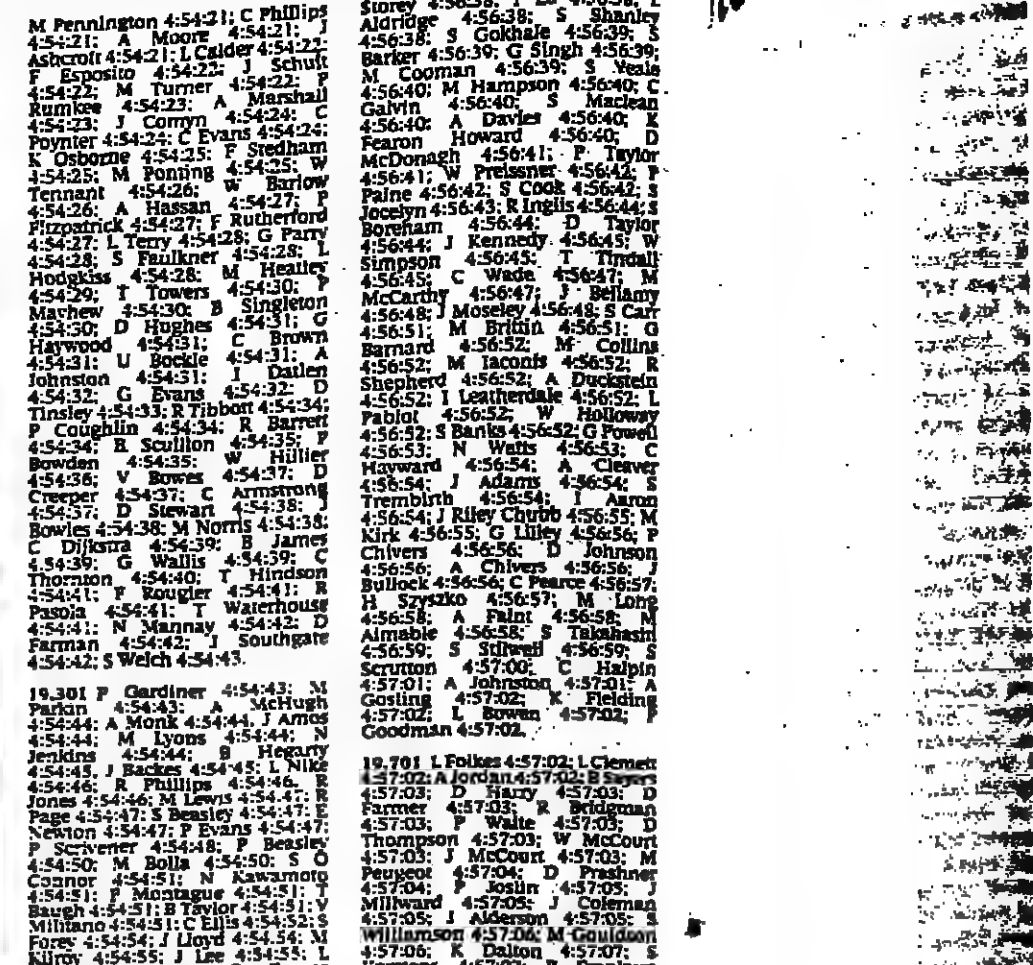 M Pennington 4:54:21; C Phillips
4:54:21; A Moore 4:54:21; J
Ashcroft 4:54:21; L Calder 4:54:22;
F Esposito 4:54:22; J Schuft
4:54:22; M Turner 4:54:22; P
Rumkee 4:54:23; A Marshall
4:54:23; J Comyn 4:54:24; C
Poynter 4:54:24; C Evans 4:54:24;
K Osborne 4:54:25; F Stedham
4:54:25; M Ponting 4:54:25; W
Tennant 4:54:26; W Barlow
4:54:26; A Hassan 4:54:27; P
Fitzpatrick 4:54:27; F Rutherford
4:54:27; L Terry 4:54:28; G Parry
4:54:28; S Faulkner 4:54:28; L
Hodgkiss 4:54:28; M Heatley
4:54:29; T Towers 4:54:30; P
Mayhew 4:54:30; B Singleton
4:54:30; D Hughes 4:54:31; G
Haywood 4:54:31; C Brown
4:54:31; U Bockle 4:54:31; A
Johnston 4:54:31; J Datlen
4:54:32; G Evans 4:54:32; D
Tinsley 4:54:33; R Tibbott 4:54:34;
P Coughlin 4:54:34; R Barrett
4:54:34; B Scullion 4:54:35; P
Bowden 4:54:35; W Hillier
4:54:36; V Bowes 4:54:37; D
Creeper 4:54:37; C Armstrong
4:54:37; D Stewart 4:54:38; J
Bowles 4:54:38; M Norris 4:54:38;
C Dijkstra 4:54:39; B James
4:54:39; G Wallis 4:54:39; C
Thornton 4:54:40; T Hindson
4:54:41; F Rougier 4:54:41; R
Pasola 4:54:41; T Waterhouse
4:54:41; N Mannay 4:54:42; D
Farman 4:54:42; J Southgate
4:54:42; S Welch 4:54:43.
19,301 P Gardiner 4:54:43; M
Parkin 4:54:43; A McHugh
4:54:44; A Monk 4:54:44, J Amos
4:54:44; M Lyons 4:54:44; N
Jenkins 4:54:44; B Hegarty
4:54:45, J Backes 4:54:45; L Nike
4:54:46; R Phillips 4:54:46, R
Jones 4:54:46; M Lewis 4:54:47; B
Page 4:54:47; S Beasley 4:54:47; E
Newton 4:54:47; P Evans 4:54:47;
P Scrivener 4:54:48; P Beasley
4:54:50; M Bolla 4:54:50; S O
Connor 4:54:51; N Kawamoto
4:54:51; P Montague 4:54:51; T
Baugh 4:54:51; B Taylor 4:54:51; V
Militano 4:54:51; C Ellis 4:54:52; S
Forey 4:54:54; J Lloyd 4:54:54; M
Kilroy 4:54:55; J Lee 4:54:55; L
Storey 4:56:38;
Aldridge 4:56:38; S Shanley
4:56:38; S Gokhale 4:56:39; S
Barker 4:56:39; G Singh 4:56:39;
M Cooman 4:56:39; S Yeals
4:56:40; M Hampson 4:56:40; C
Galvin 4:56:40; S Maclean
4:56:40; A Davies 4:56:40; K
Fearon Howard 4:56:40; D
McDonagh 4:56:41; P Taylor
4:56:41; W Preissner 4:56:42; P
Paine 4:56:42; S Cook 4:56:42; S
Jocelyn 4:56:43; R Inglis 4:56:44; S
Boreham 4:56:44; D Taylor
4:56:44; J Kennedy 4:56:45; W
Simpson 4:56:45; T Tindall
4:56:45; C Wade 4:56:47; M
McCarthy 4:56:47; J Bellamy
4:56:48; J Moseley 4:56:48; S Carr
4:56:51; M Brittin 4:56:51; G
Barnard 4:56:52; M Collins
4:56:52; M Iaconis 4:56:52; R
Shepherd 4:56:52; A Duckstein
4:56:52; I Leatherdale 4:56:52; L
Pablot 4:56:52; W Holloway
4:56:52; S Banks 4:56:52; G Powell
4:56:53; N Watts 4:56:53; C
Hayward 4:56:54; A Cleaver
4:56:54; J Adams 4:56:54; S
Trembirth 4:56:54; I Aaron
4:56:54; J Riley Chubb 4:56:55; M
Kirk 4:56:55; G Lilley 4:56:56; P
Chivers 4:56:56; D Johnson
4:56:56; A Chivers 4:56:56; J
Bullock 4:56:56; C Pearce 4:56:57;
H Szyszko 4:56:57; M Long
4:56:58; A Faint 4:56:58; M
Aimable 4:56:58; S Takahashi
4:56:59; S Stilwell 4:56:59; S
Scrutton 4:57:00; C Halpin
4:57:01; A Johnston 4:57:01; A
Gosling 4:57:02; K Fielding
4:57:02; L Bowen 4:57:02; P
Goodman 4:57:02.
19,701 L Folkes 4:57:02; L Clemett
4:57:02; A Jordan 4:57:02; B Sayers
4:57:03; D Harry 4:57:03; D
Farmer 4:57:03; R Bridgman
4:57:03; P Waite 4:57:03; D
Thompson 4:57:03; W McCourt
4:57:03; J McCourt 4:57:03; M
Peugeot 4:57:04; D Prashner
4:57:04; P Joslin 4:57:05; J
Millward 4:57:05; J Coleman
4:57:05; J Alderson 4:57:05; S
Williamson 4:57:06; M Gouldson
4:57:06; K Dalton 4:57:07; S